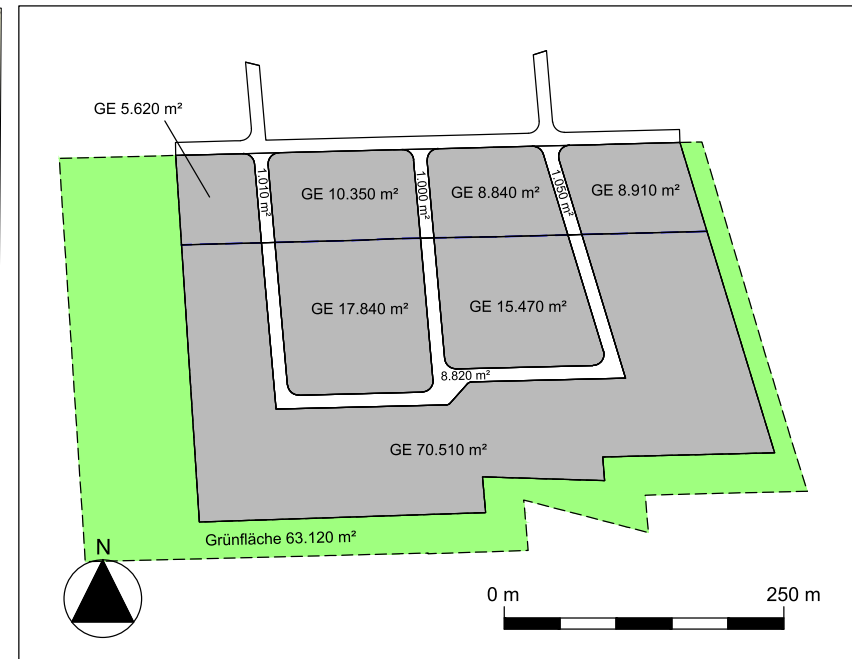 GE 5.620 m²
1.010 m²
GE 10.350 m²
1.000 m²
GE 8.840 m²
1.050 m²
GE 8.910 m²
GE 17.840 m²
GE 15.470 m²
8.820 m²
GE 70.510 m²
Grünfläche 63.120 m²
N
0 m
250 m